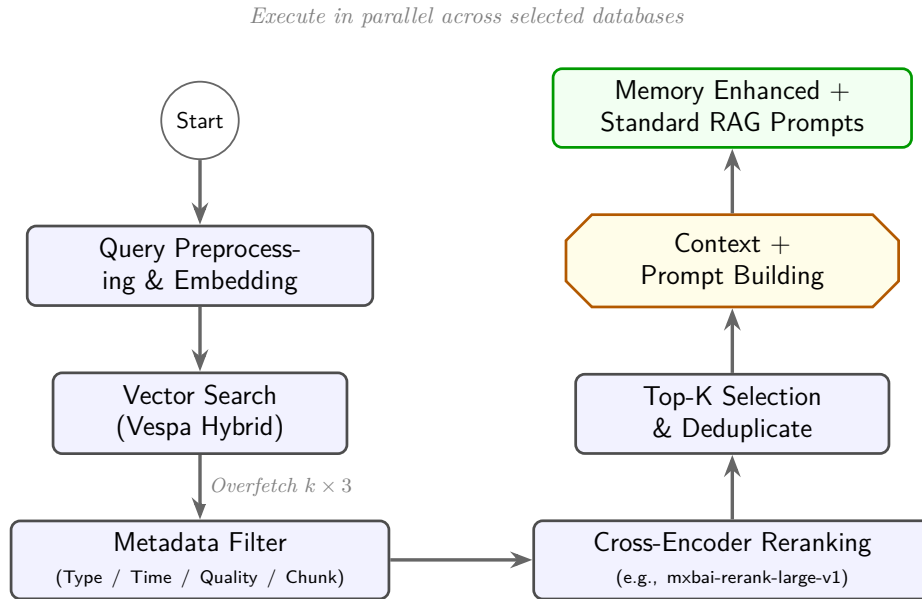 Execute in parallel across selected databases
Start
Query Preprocess-
ing & Embedding
Vector Search
(Vespa Hybrid)
Overfetch k × 3
Metadata Filter
(Type / Time / Quality / Chunk)
Cross-Encoder Reranking
(e.g., mxbai-rerank-large-v1)
Top-K Selection
& Deduplicate
Context +
Prompt Building
Memory Enhanced +
Standard RAG Prompts